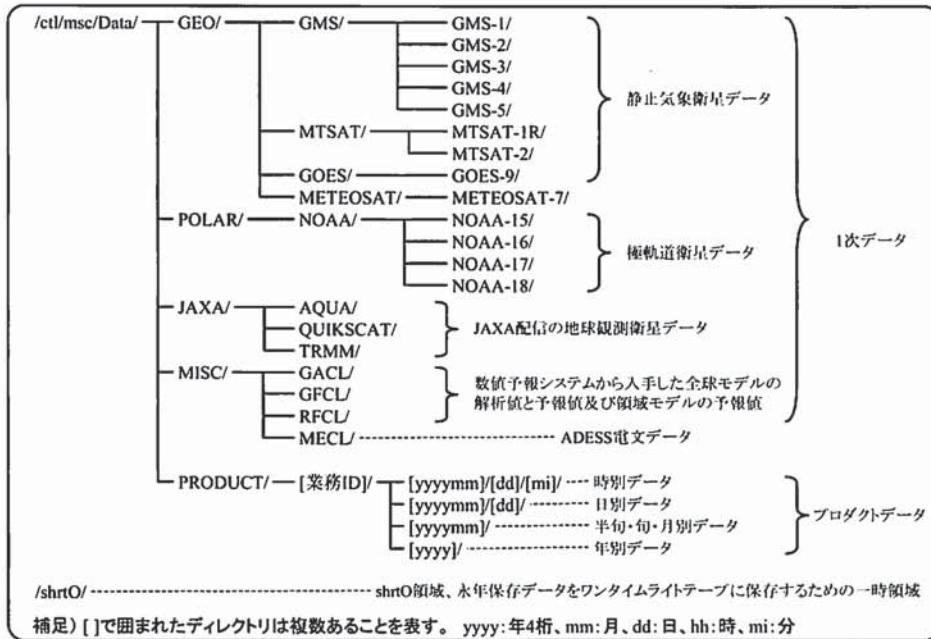 /ctl/msc/Data/ GEO/ GMS/ GMS-1/
GMS-2/
GMS-3/
GMS-4/
GMS-5/
静止気象衛星データ
MTSAT/ MTSAT-1R/
MTSAT-2/
GOES/ GOES-9/
METEOSAT/ METEOSAT-7/
POLAR/ NOAA/ NOAA-15/
NOAA-16/
NOAA-17/
NOAA-18/
極軌道衛星データ
1次データ
JAXA/ AQUA/
QUIKSCAT/
TRMM/
JAXA配信の地球観測衛星データ
MISC/ GACL/
GFCL/
RFCL/
数値予報システムから入手した全球モデルの
解析値と予報値及び領域モデルの予報値
MECL/ ADESS電文データ
PRODUCT/ [業務ID]/ [yyyymm]/[dd]/[mi]/ 時別データ
[yyyymm]/[dd]/ 日別データ
[yyyymm]/ 半旬・旬・月別データ
[yyyy]/ 年別データ
プロダクトデータ
/shrtO/ shrtO領域、永年保存データをワンタイムライトテープに保存するための一時領域
補足) [ ]で囲まれたディレクトリは複数あることを表す。 yyyy:年4桁、mm:月、dd:日、hh:時、mi:分